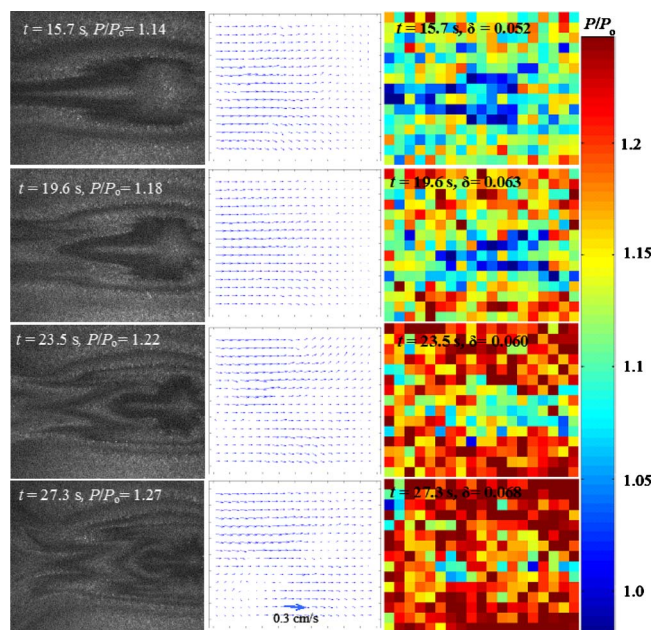 t = 15.7 s, P/Pₒ= 1.14
t = 15.7 s, δ = 0.052
P/Pₒ
t = 19.6 s, P/Pₒ= 1.18
t = 19.6 s, δ= 0.063
t = 23.5 s, P/Pₒ= 1.22
t = 23.5 s, δ= 0.060
t = 27.3 s, P/Pₒ= 1.27
t = 27.3 s, δ= 0.068
0.3 cm/s
1.2
1.15
1.1
1.05
1.0